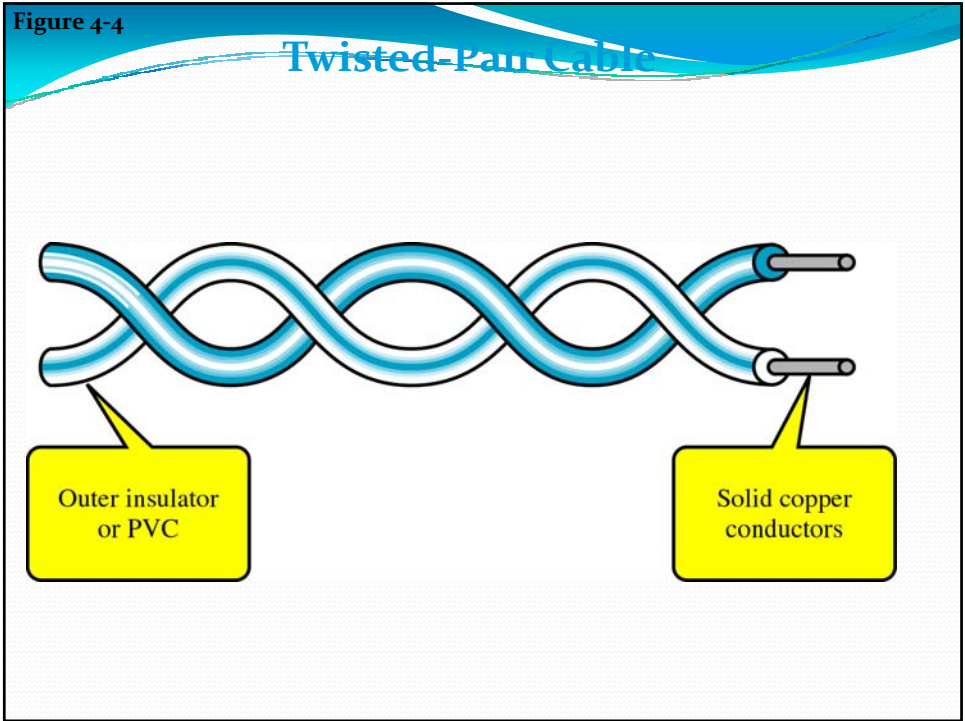 Figure 4-4
Twisted-Pair Cable
Outer insulator
or PVC
Solid copper
conductors